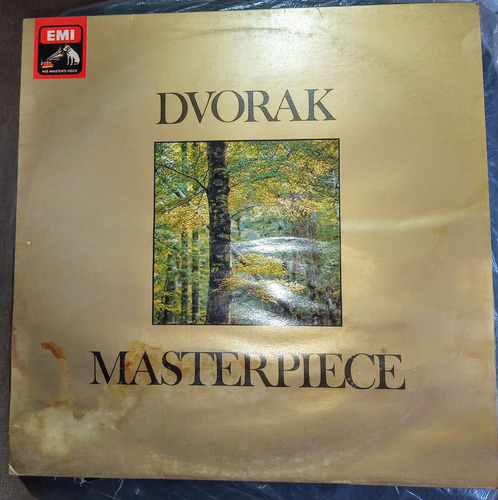 EMI
HIS MASTER'S VOICE
DVORAK
MASTERPIECE